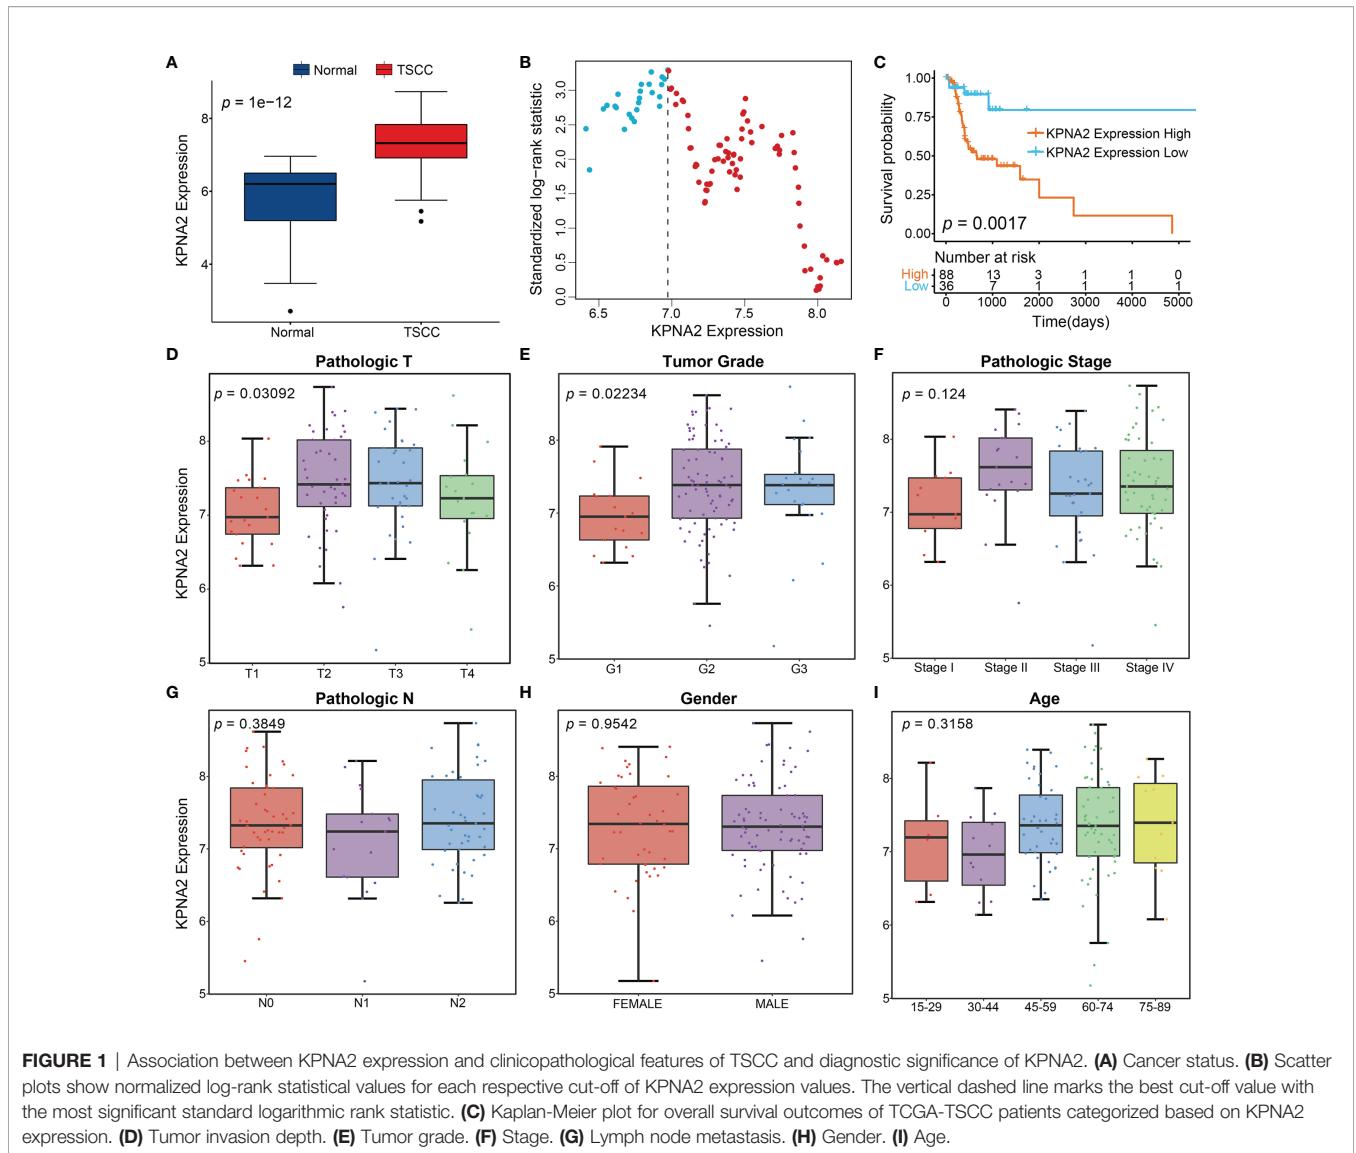 A
Normal
TSCC
p = 1e−12
KPNA2 Expression
8
6
4
Normal
TSCC
B
Standardized log−rank statistic
3.0
2.5
2.0
1.5
1.0
0.5
0.0
6.5
7.0
7.5
8.0
KPNA2 Expression
C
Survival probability
1.00
0.75
0.50
0.25
0.00
KPNA2 Expression High
KPNA2 Expression Low
p = 0.0017
Number at risk
High 88 13 3 1 1 0
Low 36 7 1 1 1
0 1000 2000 3000 4000 5000
Time(days)
D
Pathologic T
p = 0.03092
KPNA2 Expression
8
7
6
5
T1 T2 T3 T4
E
Tumor Grade
p = 0.02234
8
7
6
5
G1 G2 G3
F
Pathologic Stage
p = 0.124
8
7
6
5
Stage I Stage II Stage III Stage IV
G
Pathologic N
p = 0.3849
KPNA2 Expression
8
7
6
5
N0 N1 N2
H
Gender
p = 0.9542
8
7
6
5
FEMALE MALE
I
Age
p = 0.3158
8
7
6
5
15-29 30-44 45-59 60-74 75-89
FIGURE 1 | Association between KPNA2 expression and clinicopathological features of TSCC and diagnostic significance of KPNA2. (A) Cancer status. (B) Scatter
plots show normalized log-rank statistical values for each respective cut-off of KPNA2 expression values. The vertical dashed line marks the best cut-off value with
the most significant standard logarithmic rank statistic. (C) Kaplan-Meier plot for overall survival outcomes of TCGA-TSCC patients categorized based on KPNA2
expression. (D) Tumor invasion depth. (E) Tumor grade. (F) Stage. (G) Lymph node metastasis. (H) Gender. (I) Age.